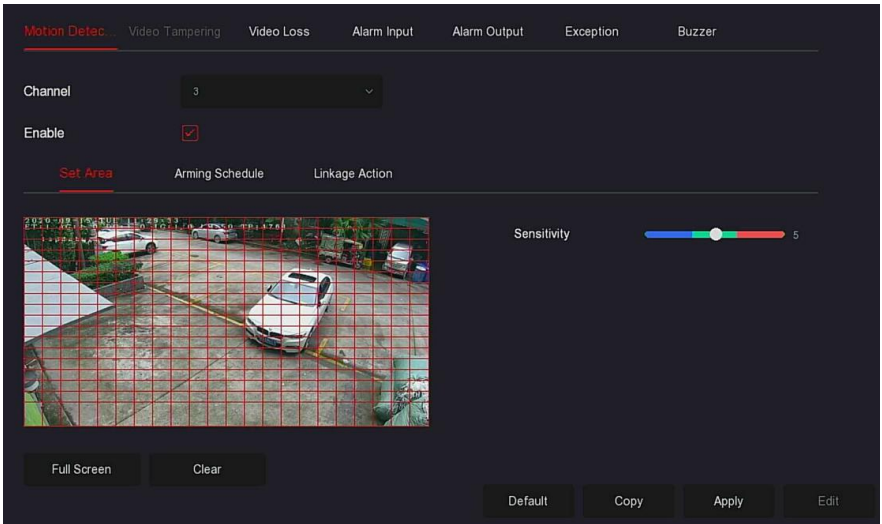 Motion Detec... Video Tampering Video Loss Alarm Input Alarm Output Exception Buzzer
Channel 3
Enable
Set Area Arming Schedule Linkage Action
Sensitivity 5
Full Screen Clear
Default Copy Apply Edit